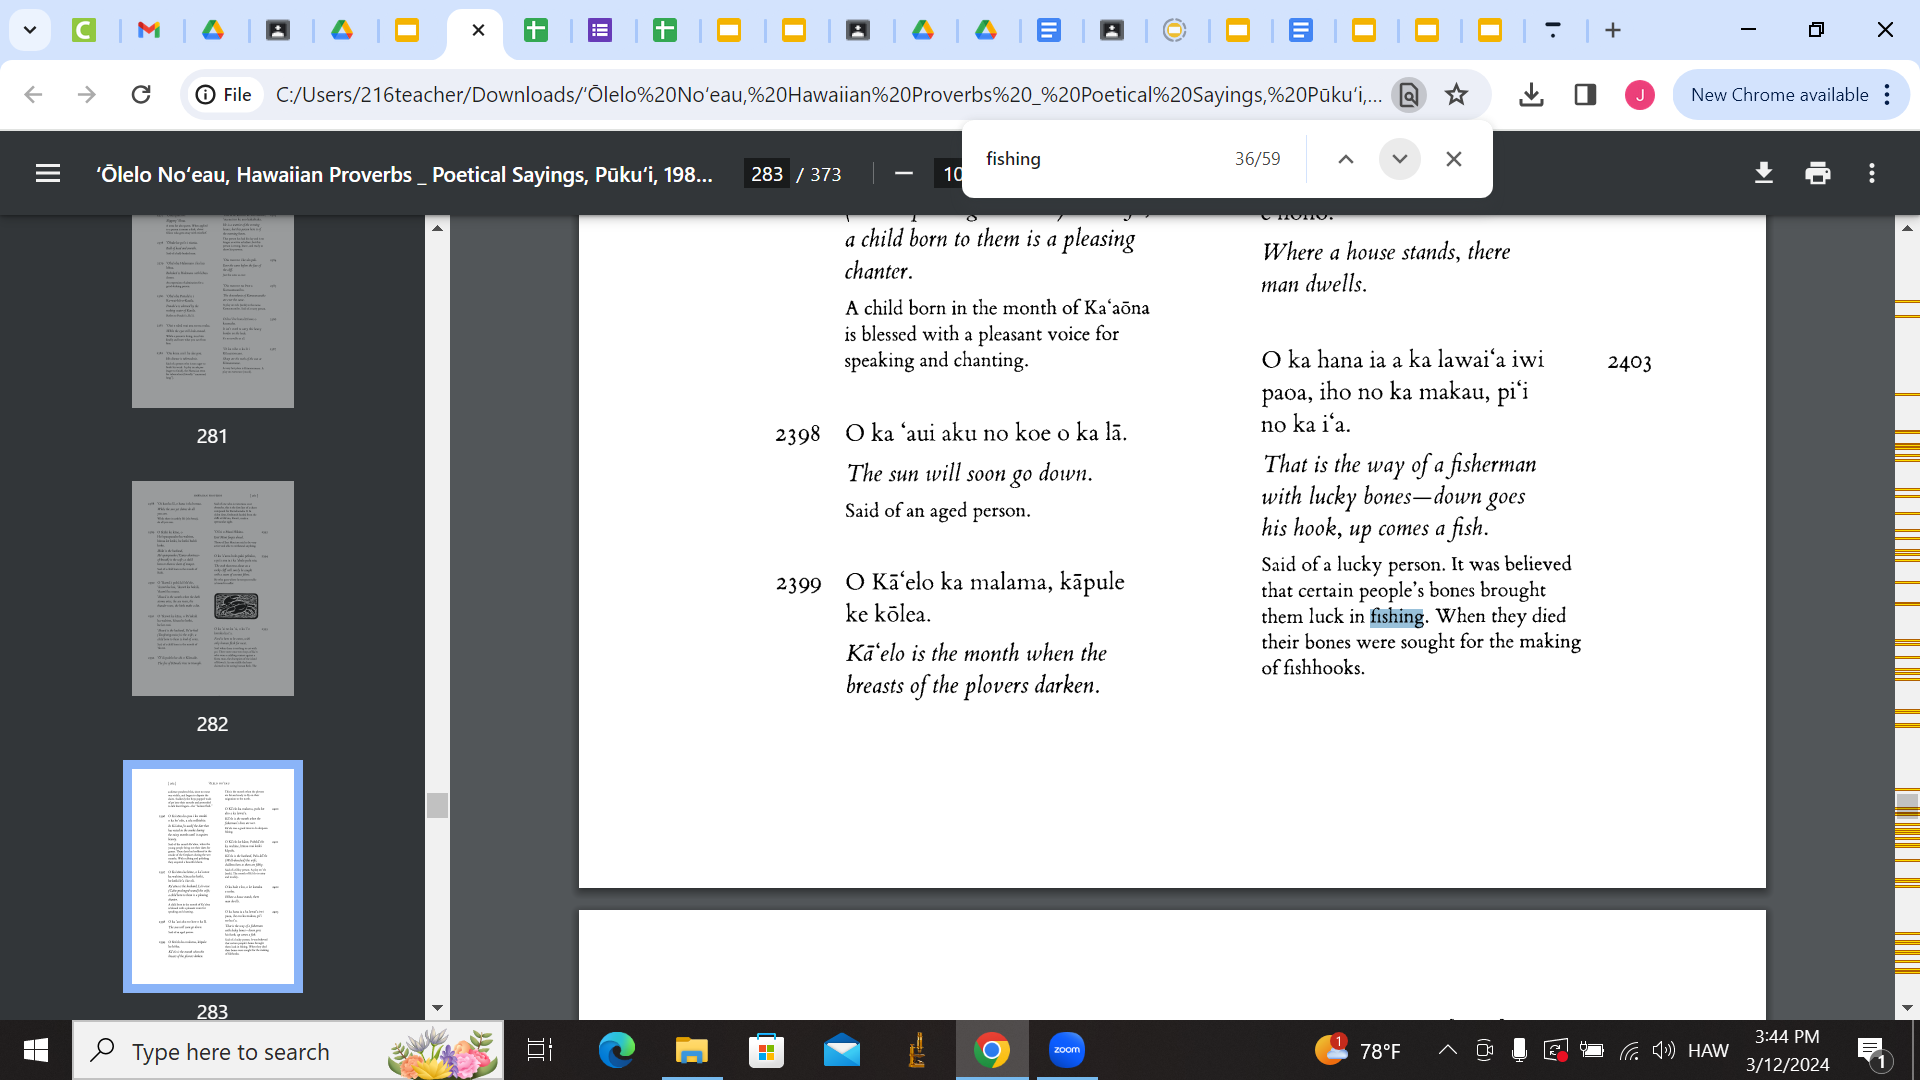 File
C:/Users/216teacher/Downloads/ʻŌlelo%20Noʻeau,%20Hawaiian%20Proverbs%20_%20Poetical%20Sayings,%20Pūkuʻi,...
J
New Chrome available
ʻŌlelo Noʻeau, Hawaiian Proverbs _ Poetical Sayings, Pūkuʻi, 198...
283 / 373
10
fishing
36/59
281
282
283
a child born to them is a pleasing
chanter.
A child born in the month of Kaʻaōna
is blessed with a pleasant voice for
speaking and chanting.
2398 O ka ʻaui aku no koe o ka lā.
The sun will soon go down.
Said of an aged person.
2399 O Kāʻelo ka malama, kāpule
ke kōlea.
Kāʻelo is the month when the
breasts of the plovers darken.
Where a house stands, there
man dwells.
O ka hana ia a ka lawaiʻa iwi 2403
paoa, iho no ka makau, piʻi
no ka iʻa.
That is the way of a fisherman
with lucky bones—down goes
his hook, up comes a fish.
Said of a lucky person. It was believed
that certain people's bones brought
them luck in fishing. When they died
their bones were sought for the making
of fishhooks.
Type here to search
zoom
1
78°F
HAW
3:44 PM
3/12/2024
1